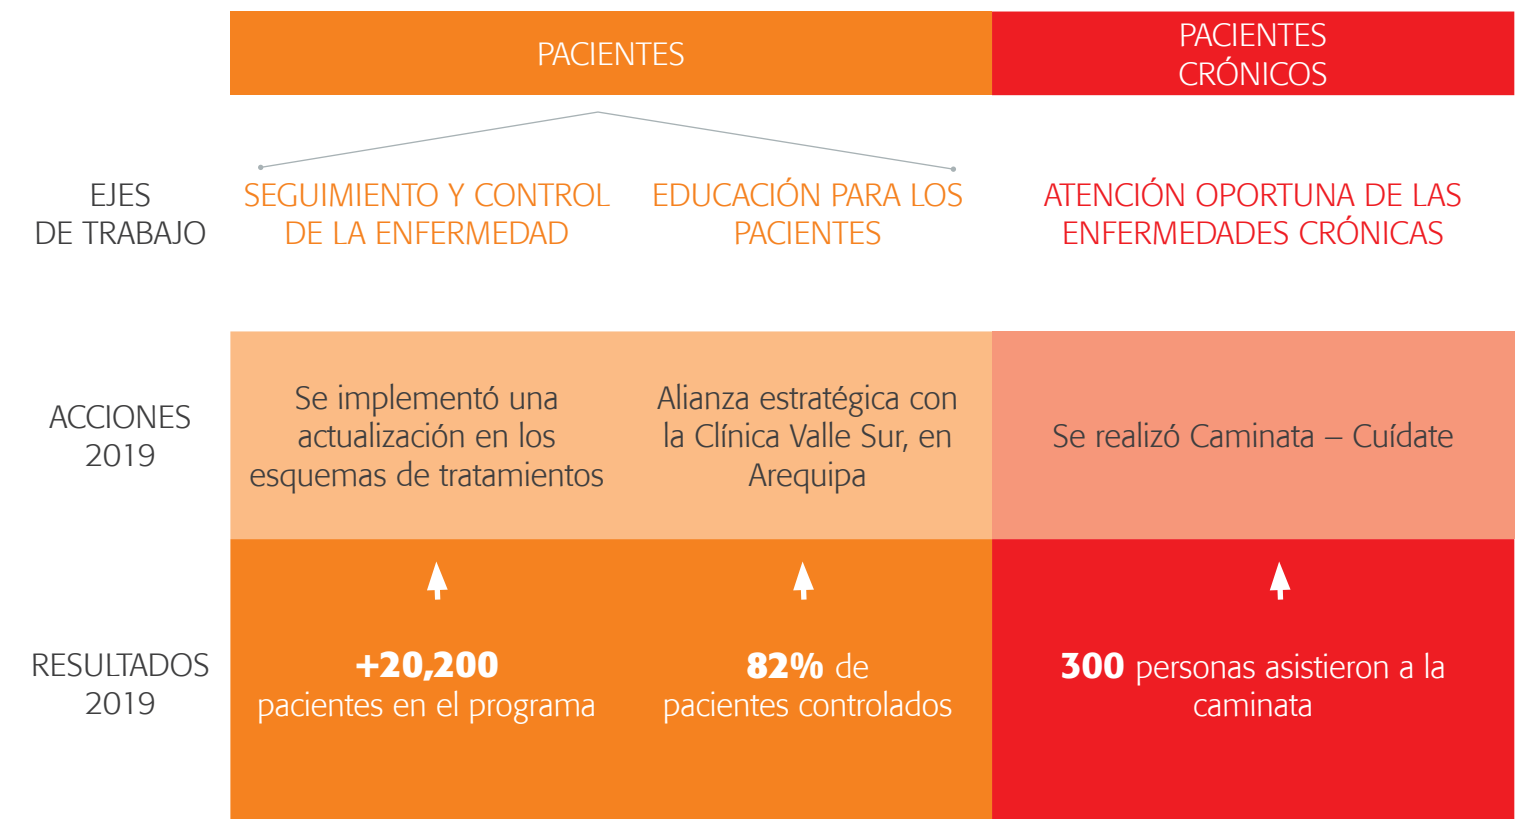 PACIENTES
PACIENTES
CRÓNICOS
EJES
DE TRABAJO
SEGUIMIENTO Y CONTROL
DE LA ENFERMEDAD
EDUCACIÓN PARA LOS
PACIENTES
ATENCIÓN OPORTUNA DE LAS
ENFERMEDADES CRÓNICAS
ACCIONES
2019
Se implementó una
actualización en los
esquemas de tratamientos
Alianza estratégica con
la Clínica Valle Sur, en
Arequipa
Se realizó Caminata – Cuídate
RESULTADOS
2019
+20,200
pacientes en el programa
82% de
pacientes controlados
300 personas asistieron a la
caminata